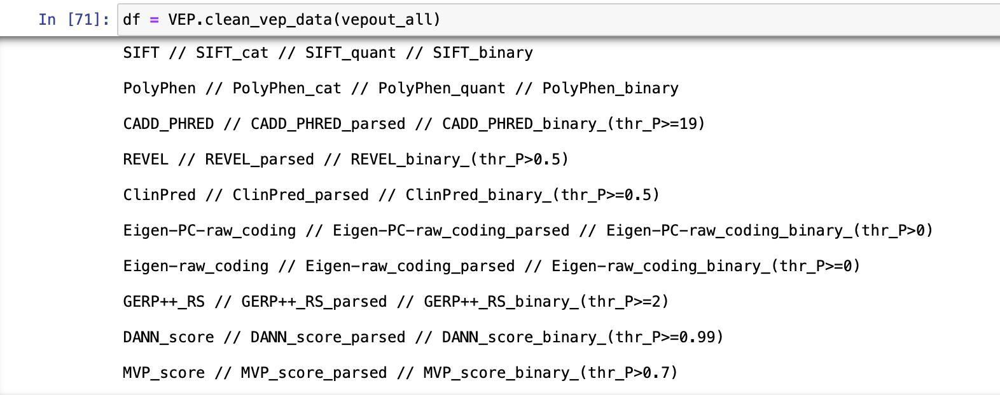 In [71]: df = VEP.clean_vep_data(vepout_all)
SIFT // SIFT_cat // SIFT_quant // SIFT_binary
PolyPhen // PolyPhen_cat // PolyPhen_quant // PolyPhen_binary
CADD_PHRED // CADD_PHRED_parsed // CADD_PHRED_binary_(thr_P>=19)
REVEL // REVEL_parsed // REVEL_binary_(thr_P>0.5)
ClinPred // ClinPred_parsed // ClinPred_binary_(thr_P>=0.5)
Eigen-PC-raw_coding // Eigen-PC-raw_coding_parsed // Eigen-PC-raw_coding_binary_(thr_P>0)
Eigen-raw_coding // Eigen-raw_coding_parsed // Eigen-raw_coding_binary_(thr_P>=0)
GERP++_RS // GERP++_RS_parsed // GERP++_RS_binary_(thr_P>=2)
DANN_score // DANN_score_parsed // DANN_score_binary_(thr_P>=0.99)
MVP_score // MVP_score_parsed // MVP_score_binary_(thr_P>0.7)